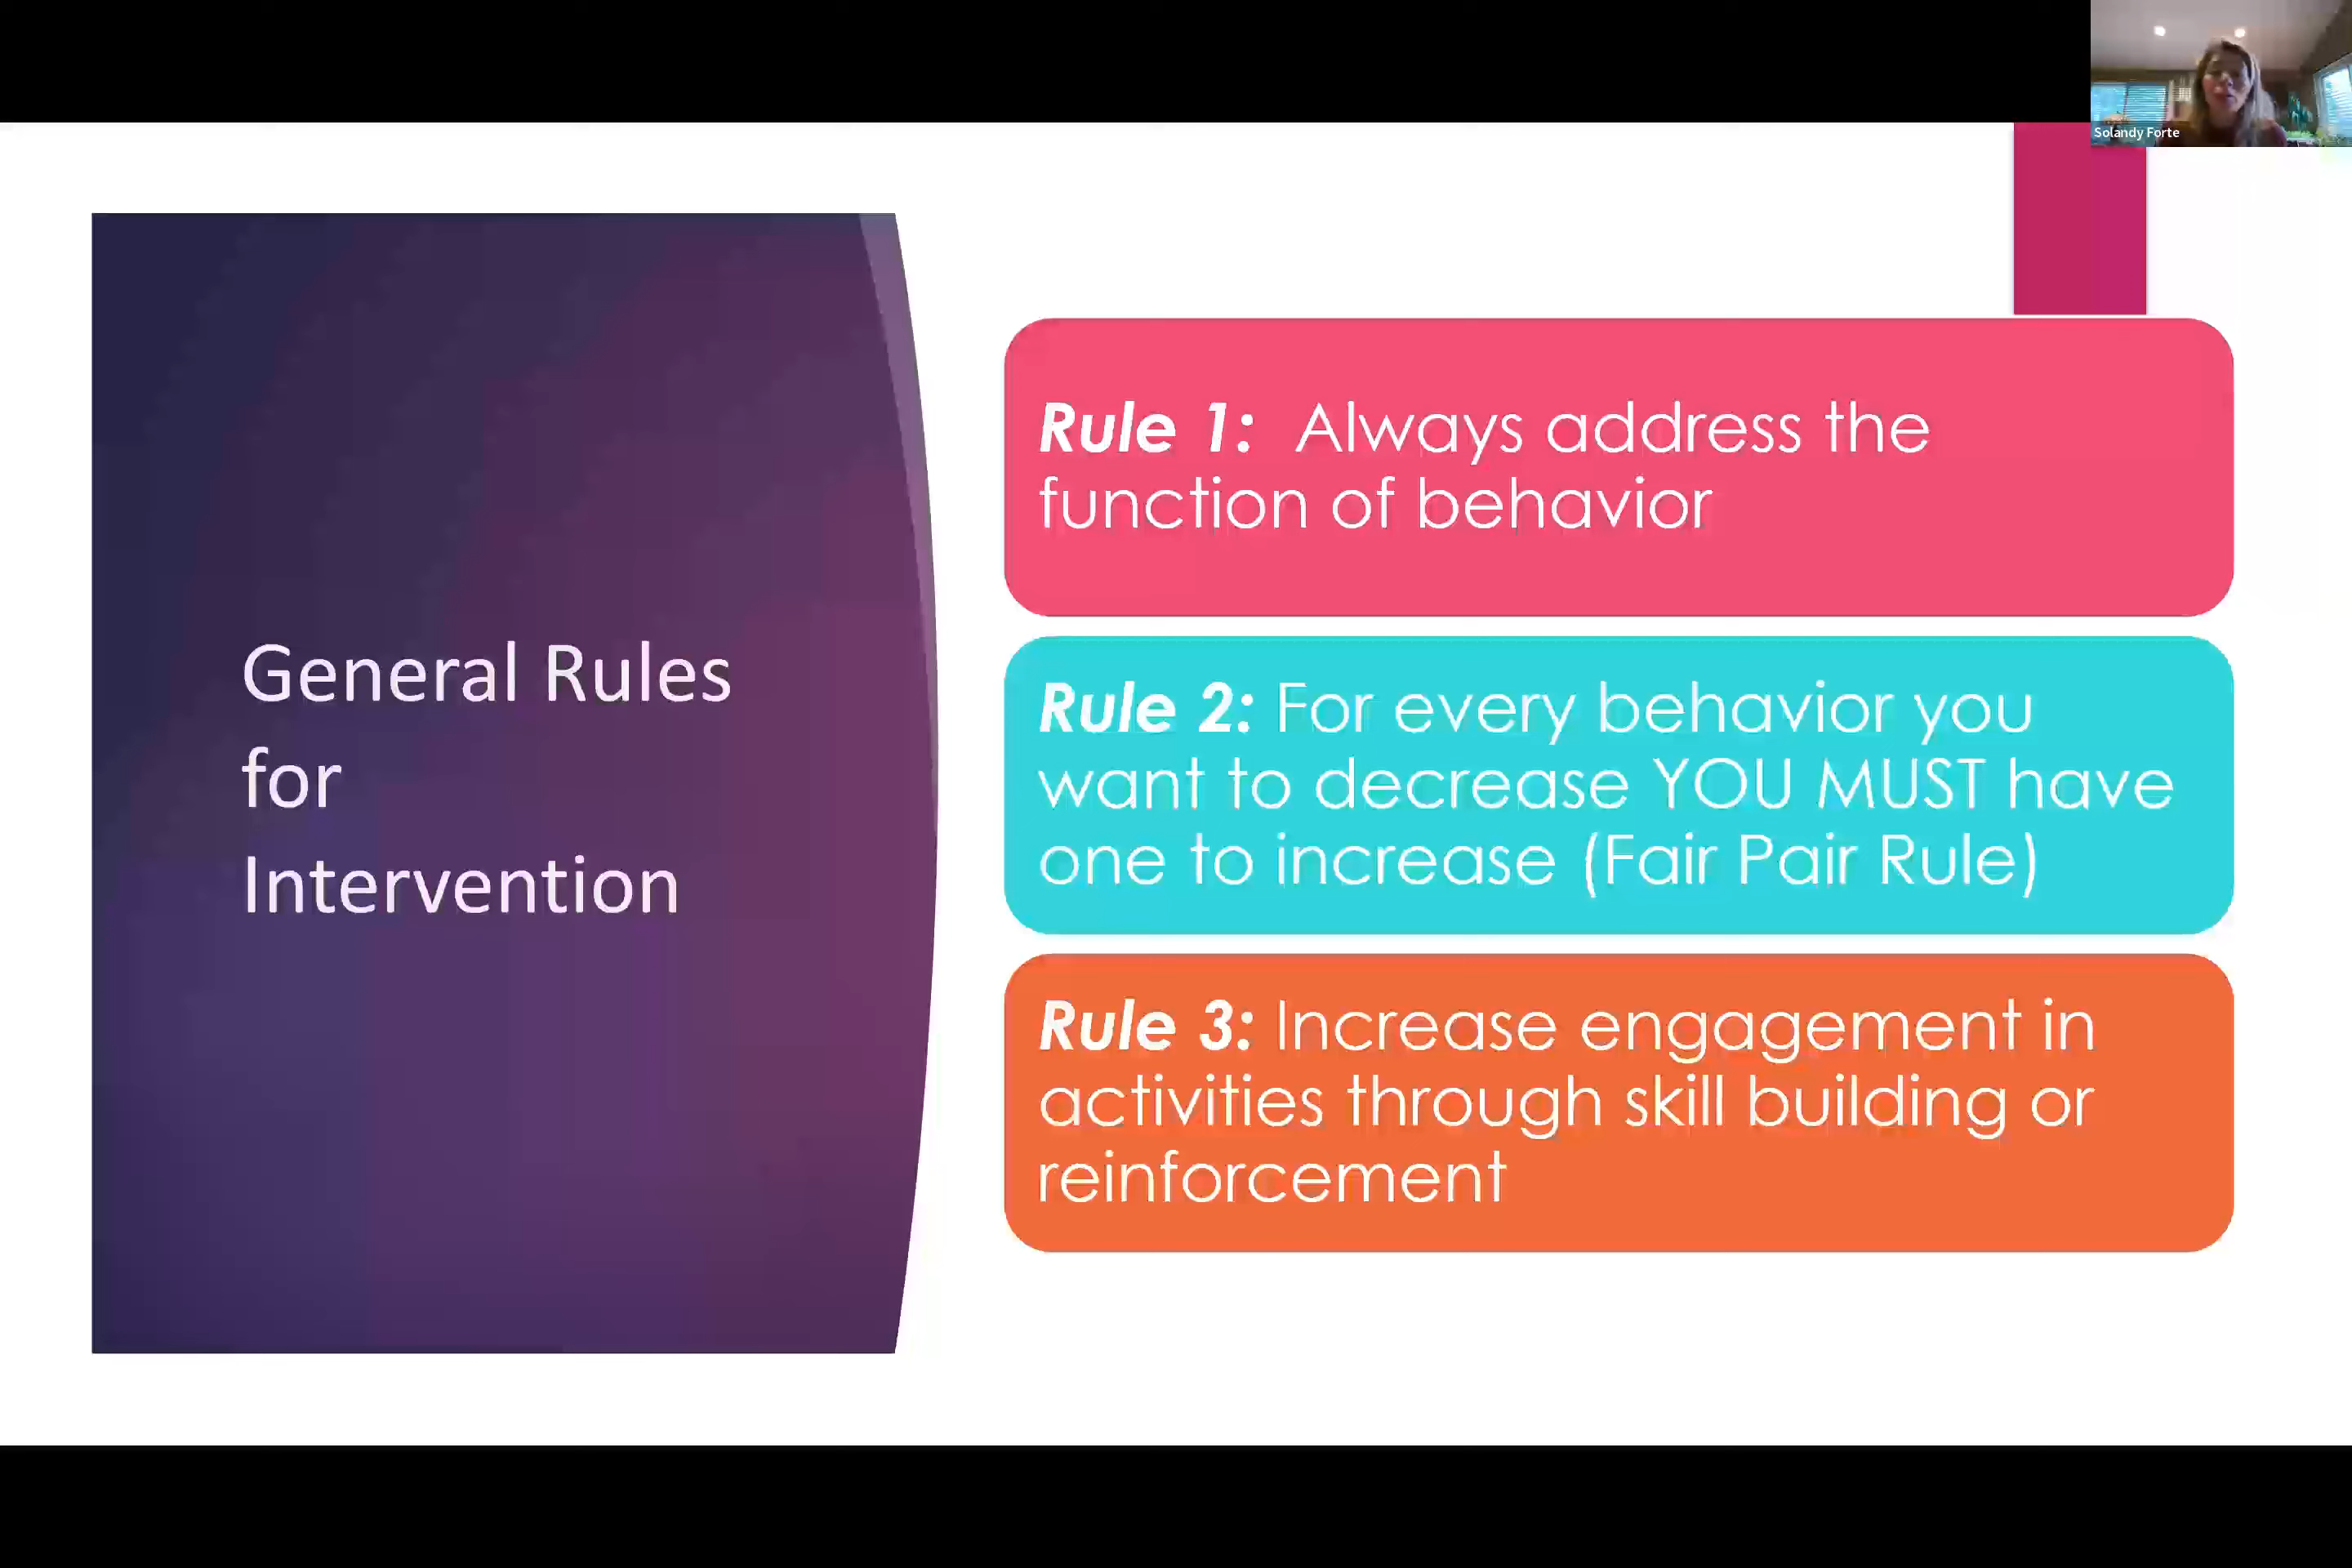 Solandy Forte
General Rules
for
Intervention
Rule 1: Always address the
function of behavior
Rule 2: For every behavior you
want to decrease YOU MUST have
one to increase (Fair Pair Rule)
Rule 3: Increase engagement in
activities through skill building or
reinforcement